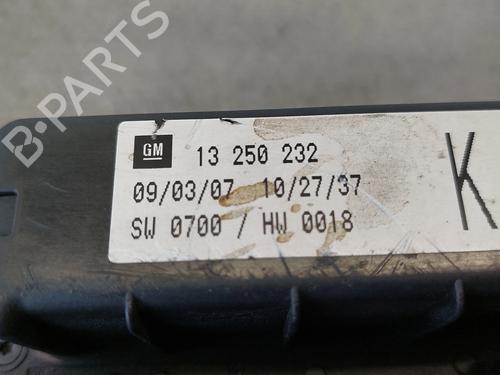 B-PARTS
GM 13 250 232
09/03/07 10/27/37
SW 0700 / HW 0018
K